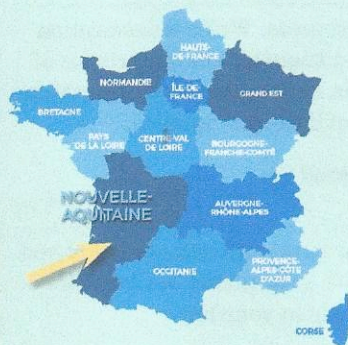 HAUTS-
DE-FRANCE
NORMANDIE
ÎLE-DE-
FRANCE
GRAND EST
BRETAGNE
PAYS
DE LA LOIRE
CENTRE-VAL
DE LOIRE
BOURGOGNE-
FRANCHE-COMTÉ
NOUVELLE-
AQUITAINE
AUVERGNE-
RHÔNE-ALPES
OCCITANIE
PROVENCE-
ALPES-CÔTE
D'AZUR
CORSE